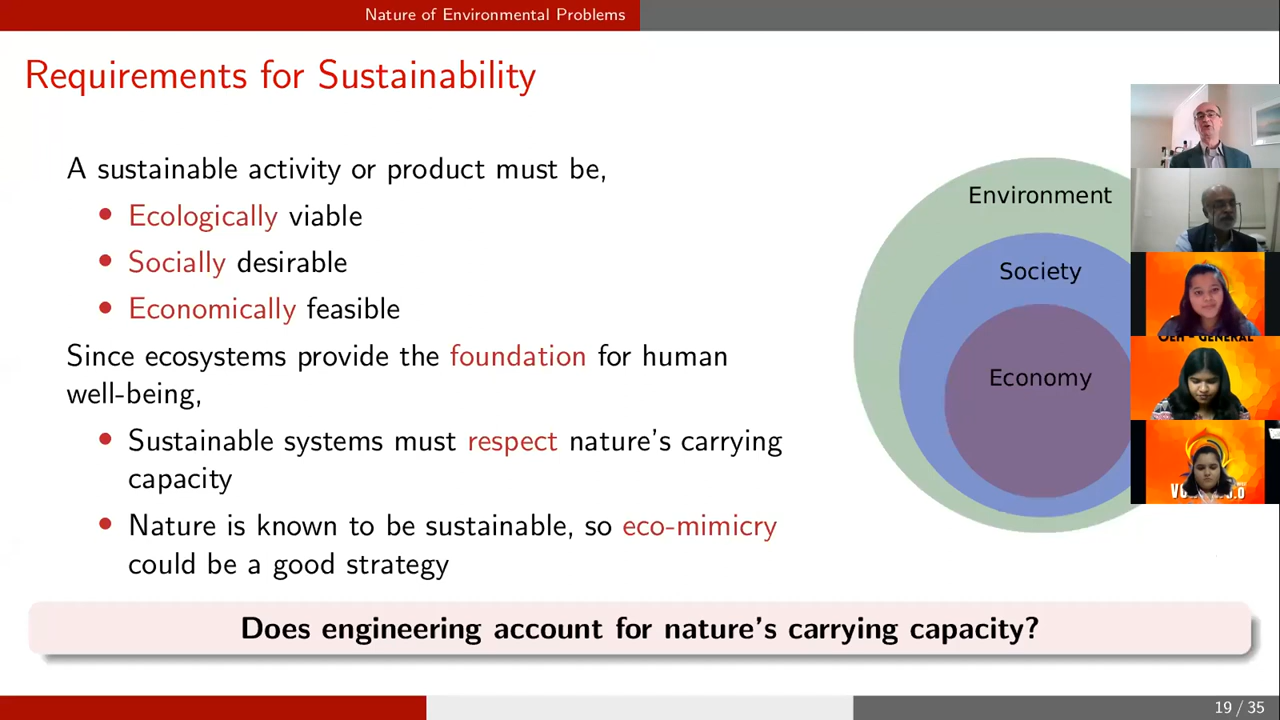 Nature of Environmental Problems
Requirements for Sustainability
A sustainable activity or product must be,
• Ecologically viable
• Socially desirable
• Economically feasible
Since ecosystems provide the foundation for human
well-being,
• Sustainable systems must respect nature's carrying
capacity
• Nature is known to be sustainable, so eco-mimicry
could be a good strategy
Environment
Society
Economy
GENERAL
Does engineering account for nature's carrying capacity?
19 / 35